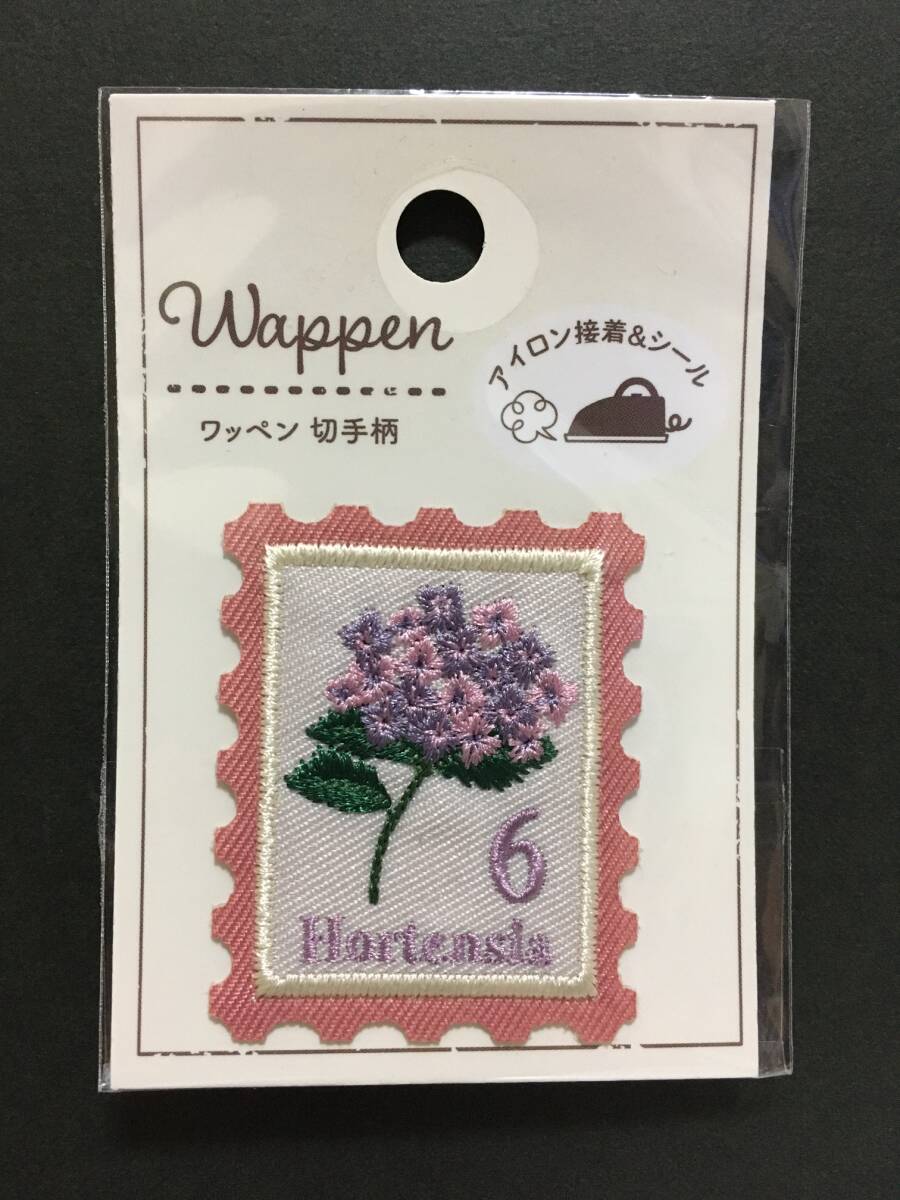 Wappen
ワッペン 切手柄
アイロン接着&シール
6
Hortensia